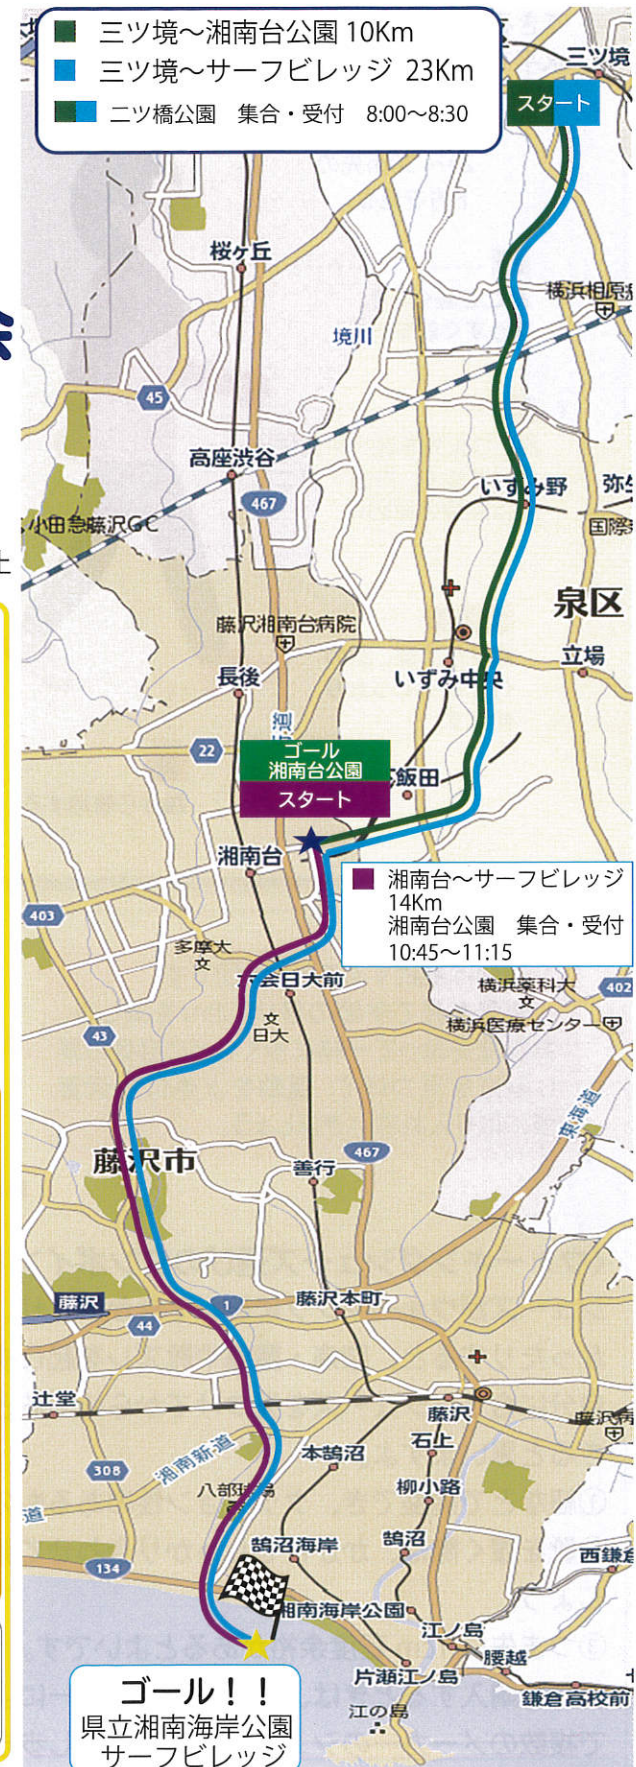 三ツ境～湘南台公園 10Km
三ツ境～サーフビレッジ 23Km
二ツ橋公園 集合・受付 8:00～8:30
三ツ境
スタート
桜ヶ丘
横浜相原
境川
45
高座渋谷
467
いずみ野
弥生
小田急藤沢GC
国際
泉区
藤沢湘南台病院
立場
長後
いずみ中央
22
ゴール
湘南台公園
スタート
飯田
湘南台
湘南台～サーフビレッジ
14Km
湘南台公園 集合・受付
10:45～11:15
403
多摩大
文
六会日大前
横浜薬科大
文
402
文
日大
横浜医療センター
43
藤沢市
善行
467
藤沢
1
藤沢本町
44
辻堂
藤沢
藤沢病
石上
湘南新道
本鵠沼
308
柳小路
八部球場
道
鵠沼海岸
鵠沼
西鎌倉
134
湘南海岸公園
江ノ島
腰越
片瀬江ノ島
鎌倉高校前
江の島
ゴール！！
県立湘南海岸公園
サーフビレッジ